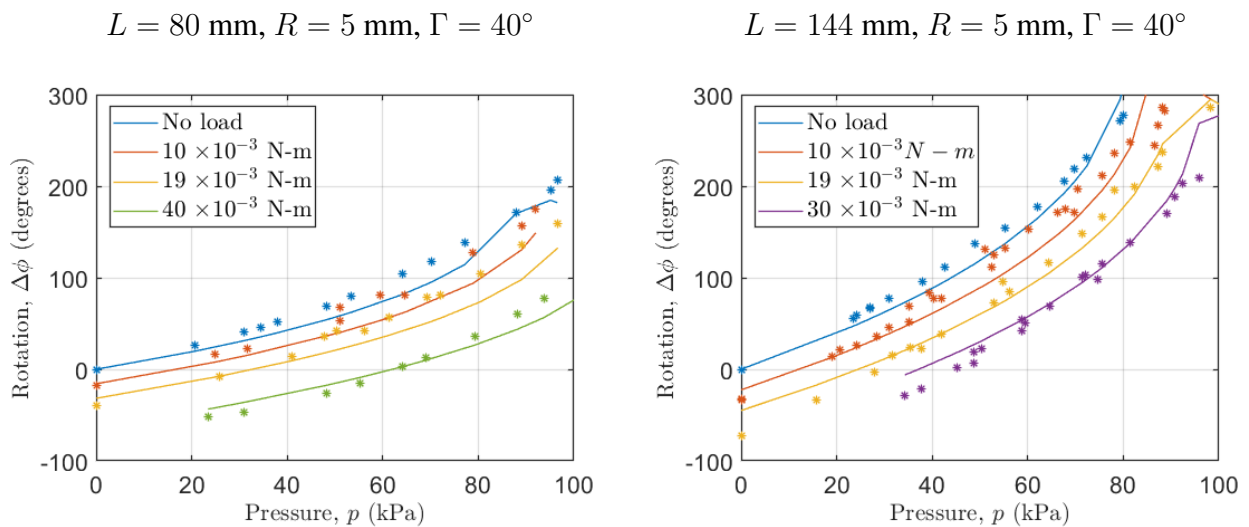 L = 80 mm, R = 5 mm, Γ = 40°
300
200
100
0
-100
Rotation, Δϕ (degrees)
No load
10 ×10⁻³ N-m
19 ×10⁻³ N-m
40 ×10⁻³ N-m
0 20 40 60 80 100
Pressure, p (kPa)
L = 144 mm, R = 5 mm, Γ = 40°
300
200
100
0
-100
Rotation, Δϕ (degrees)
No load
10 ×10⁻³N − m
19 ×10⁻³ N-m
30 ×10⁻³ N-m
0 20 40 60 80 100
Pressure, p (kPa)